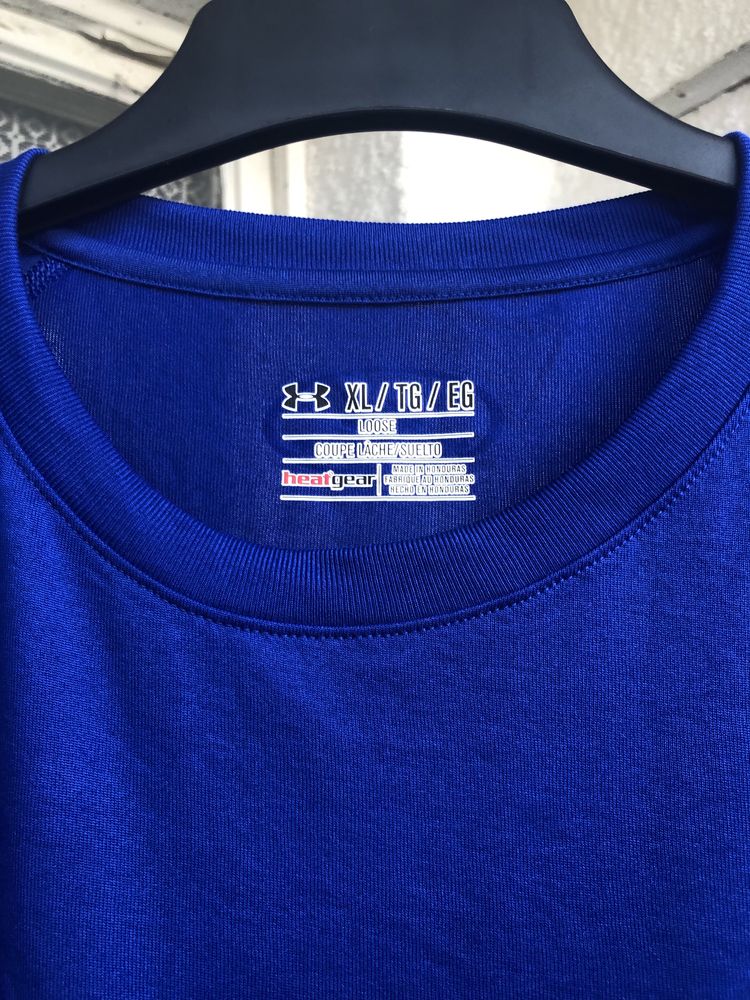 XL / TG / EG
LOOSE
COUPE LÂCHE/SUELTO
heatgear
MADE IN HONDURAS
FABRIQUÉ AU HONDURAS
HECHO EN HONDURAS